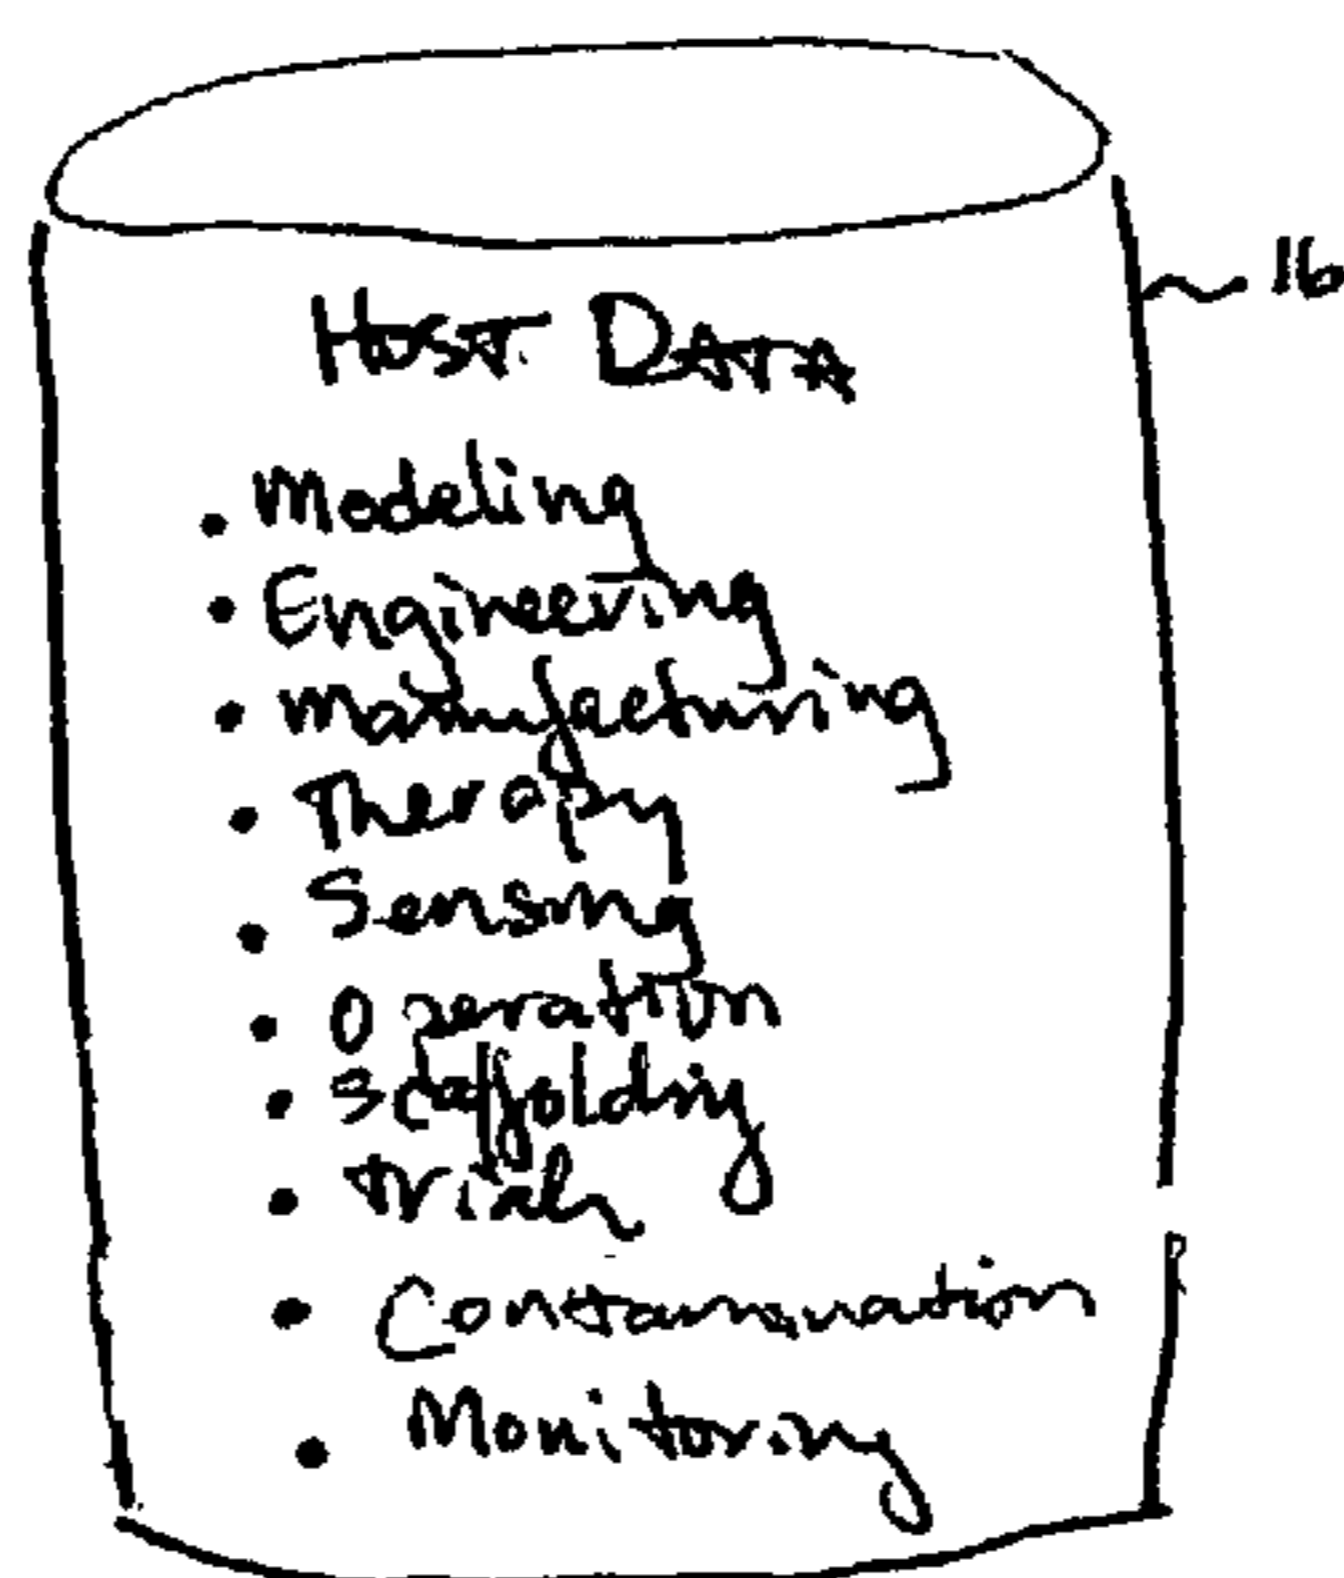 16
HOST DATA
• Modeling
• Engineering
• Manufacturing
• Therapy
• Sensing
• Operation
• Scaffolding
• Trials
• Contamination
• Monitoring